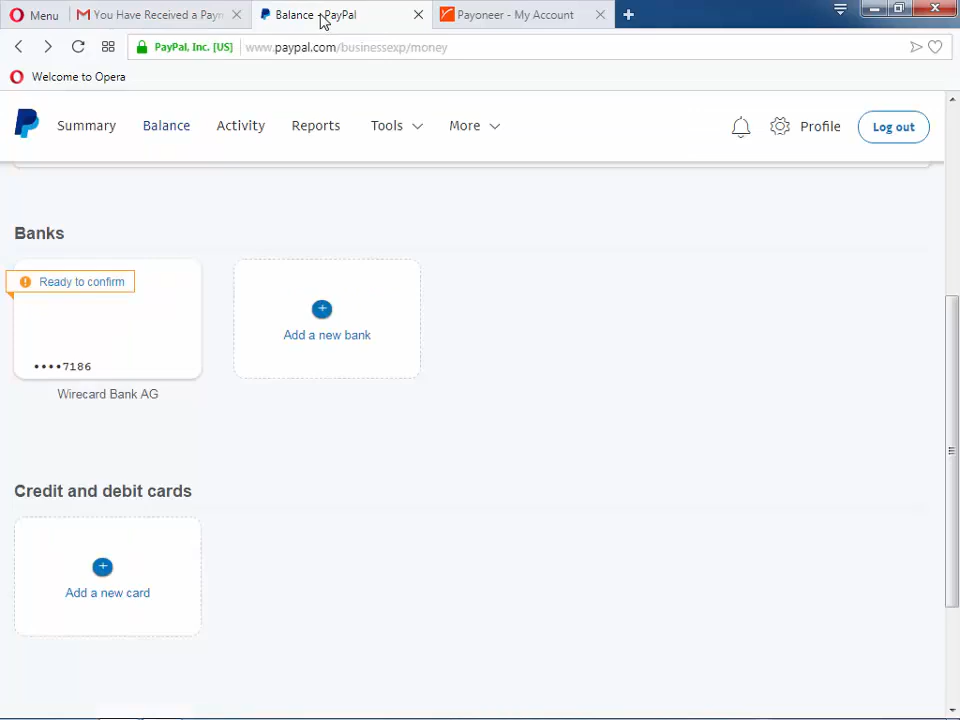 Menu
You Have Received a Paym
Balance - PayPal
Payoneer - My Account
PayPal, Inc. [US]
www.paypal.com/businessexp/money
Welcome to Opera
Summary
Balance
Activity
Reports
Tools
More
Profile
Log out
Banks
Ready to confirm
••••7186
Wirecard Bank AG
Add a new bank
Credit and debit cards
Add a new card